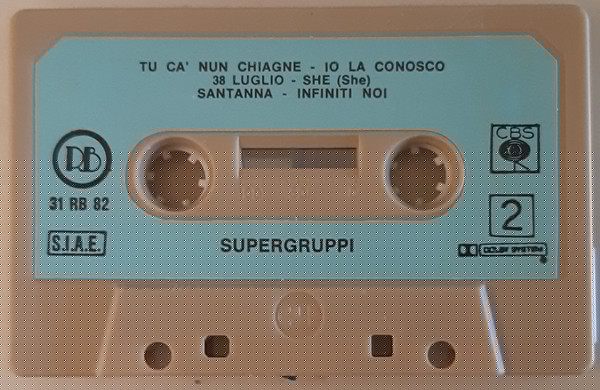 TU CA' NUN CHIAGNE - IO LA CONOSCO
38 LUGLIO - SHE (She)
SANTANNA - INFINITI NOI
RB
CBS
100 50 0
31 RB 82
2
S.I.A.E.
SUPERGRUPPI
DOLBY SYSTEM